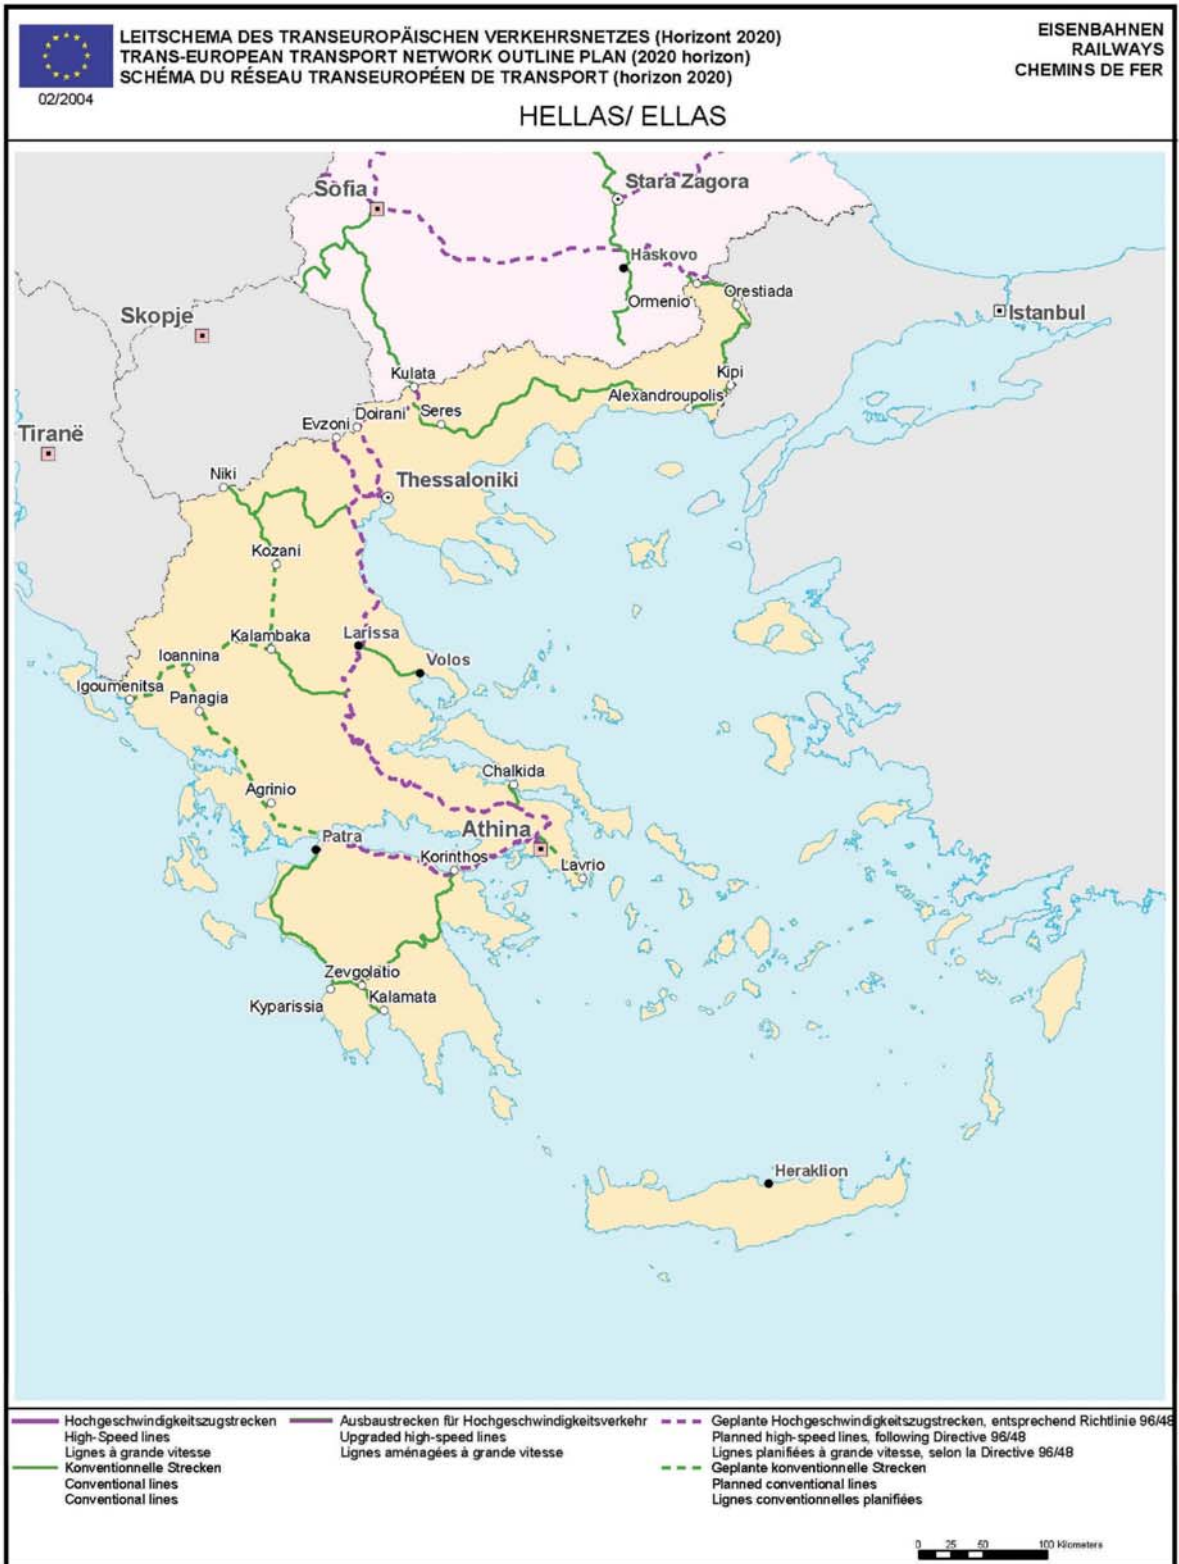 LEITSCHEMA DES TRANSEUROPÄISCHEN VERKEHRSNETZES (Horizont 2020)
TRANS-EUROPEAN TRANSPORT NETWORK OUTLINE PLAN (2020 horizon)
SCHÉMA DU RÉSEAU TRANSEUROPÉEN DE TRANSPORT (horizon 2020)
02/2004
EISENBAHNEN
RAILWAYS
CHEMINS DE FER
HELLAS/ ELLAS
Sofia
Stara Zagora
Haskovo
Ormenio
Orestiada
Skopje
Istanbul
Kulata
Kipi
Alexandroupolis
Doirani
Seres
Evzoni
Tiranë
Niki
Thessaloniki
Kozani
Kalambaka
Larissa
Ioannina
Volos
Igoumenitsa
Panagia
Chalkida
Agrinio
Athina
Patra
Korinthos
Lavrio
Zevgolatio
Kyparissia
Kalamata
Heraklion
Hochgeschwindigkeitszugstrecken
High-Speed lines
Lignes à grande vitesse
Konventionnelle Strecken
Conventional lines
Conventional lines
Ausbaustrecken für Hochgeschwindigkeitsverkehr
Upgraded high-speed lines
Lignes aménagées à grande vitesse
Geplante Hochgeschwindigkeitszugstrecken, entsprechend Richtlinie 96/48
Planned high-speed lines, following Directive 96/48
Lignes planifiées à grande vitesse, selon la Directive 96/48
Geplante konventionelle Strecken
Planned conventional lines
Lignes conventionnelles planifiées
0 25 50 100 Kilometers